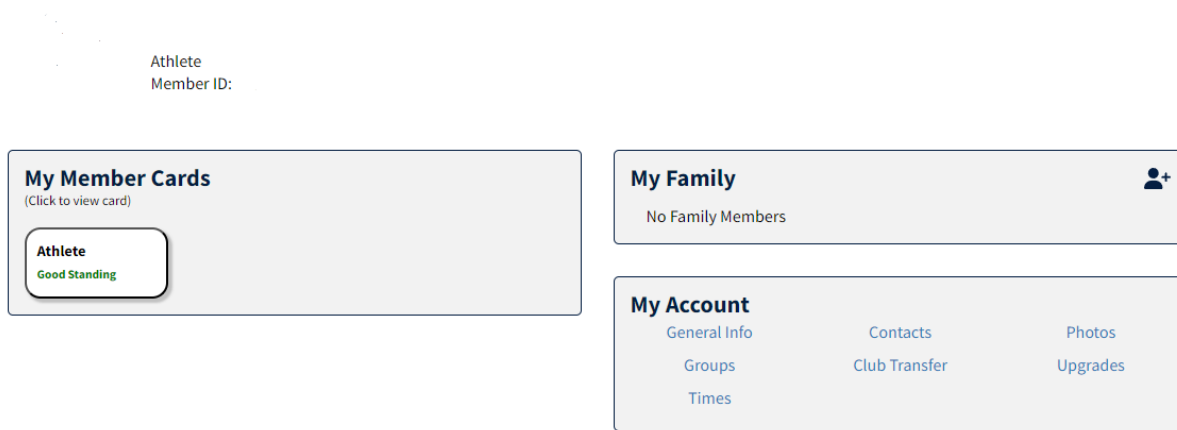 Athlete
Member ID:
My Member Cards
(Click to view card)
Athlete
Good Standing
My Family
No Family Members
My Account
General Info
Contacts
Photos
Groups
Club Transfer
Upgrades
Times